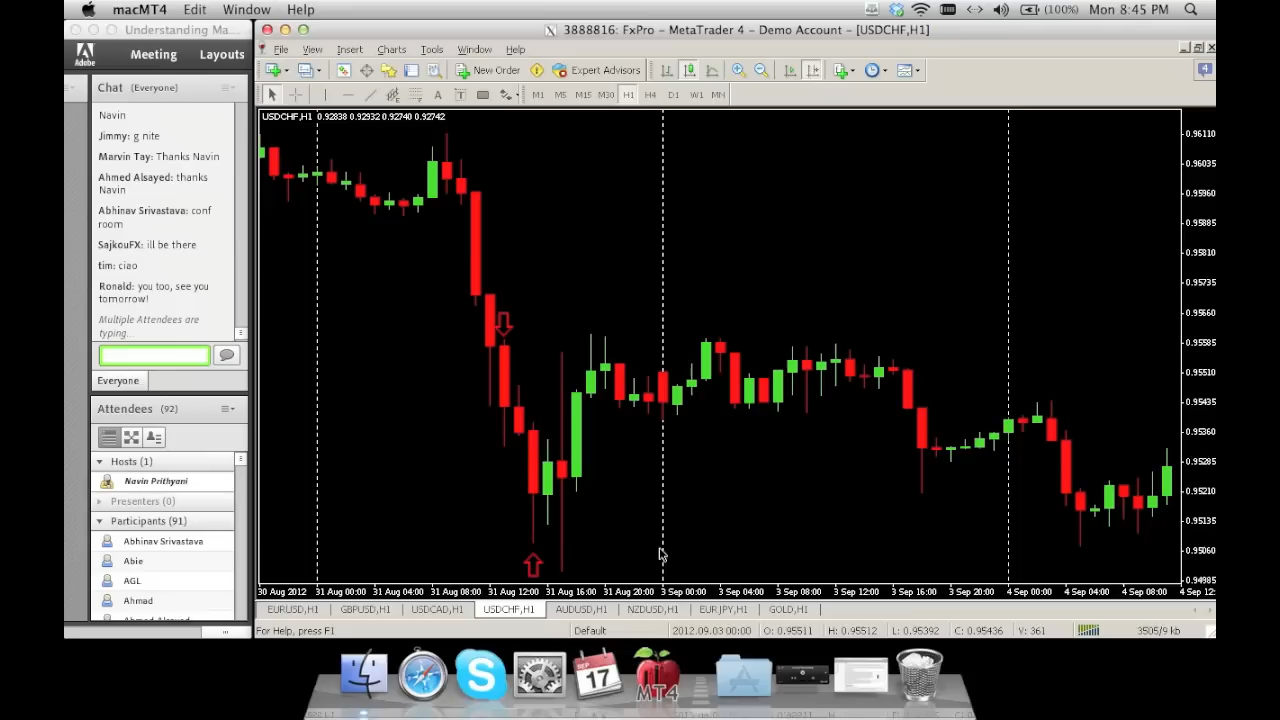 macMT4 Edit Window Help
(100%) Mon 8:45 PM
Understanding Ma...
3888816: FxPro - MetaTrader 4 - Demo Account - [USDCHF,H1]
Adobe
Meeting Layouts
File View Insert Charts Tools Window Help
New Order Expert Advisors
4
A T M1 M5 M15 M30 H1 H4 D1 W1 MN
Chat (Everyone)
Navin
Jimmy: g nite
Marvin Tay: Thanks Navin
Ahmed Alsayed: thanks
Navin
Abhinav Srivastava: conf
room
SajkouFX: ill be there
tim: ciao
Ronald: you too, see you
tomorrow!
Multiple Attendees are
typing...
Everyone
Attendees (92)
Hosts (1)
Navin Prithyani
Presenters (0)
Participants (91)
Abhinav Srivastava
Abie
AGL
Ahmad
USDCHF,H1 0.92838 0.92932 0.92740 0.92742
0.96110
0.96035
0.95960
0.95885
0.95810
0.95735
0.95660
0.95585
0.95510
0.95435
0.95360
0.95285
0.95210
0.95135
0.95060
0.94985
30 Aug 2012 31 Aug 00:00 31 Aug 04:00 31 Aug 08:00 31 Aug 12:00 31 Aug 16:00 31 Aug 20:00 3 Sep 00:00 3 Sep 04:00 3 Sep 08:00 3 Sep 12:00 3 Sep 16:00 3 Sep 20:00 4 Sep 00:00 4 Sep 04:00 4 Sep 08:00 4 Sep 12:
EURUSD,H1 GBPUSD,H1 USDCAD,H1 USDCHF,H1 AUDUSD,H1 NZDUSD,H1 EURJPY,H1 GOLD,H1
For Help, press F1 Default 2012.09.03 00:00 O: 0.95511 H: 0.95512 L: 0.95392 C: 0.95436 V: 361 3505/9 kb
SEP
17
MT4